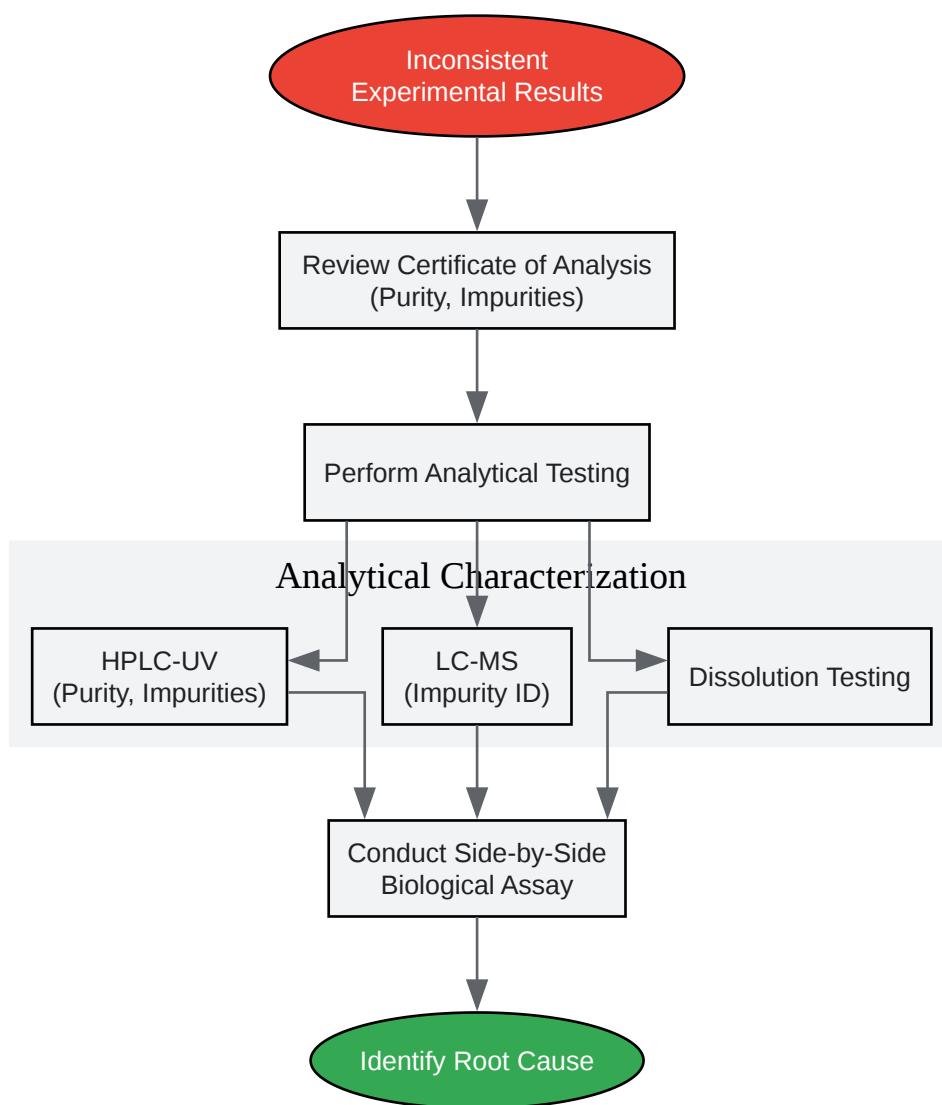 Inconsistent
Experimental Results
Review Certificate of Analysis
(Purity, Impurities)
Perform Analytical Testing
Analytical Characterization
HPLC-UV
(Purity, Impurities)
LC-MS
(Impurity ID)
Dissolution Testing
Conduct Side-by-Side
Biological Assay
Identify Root Cause